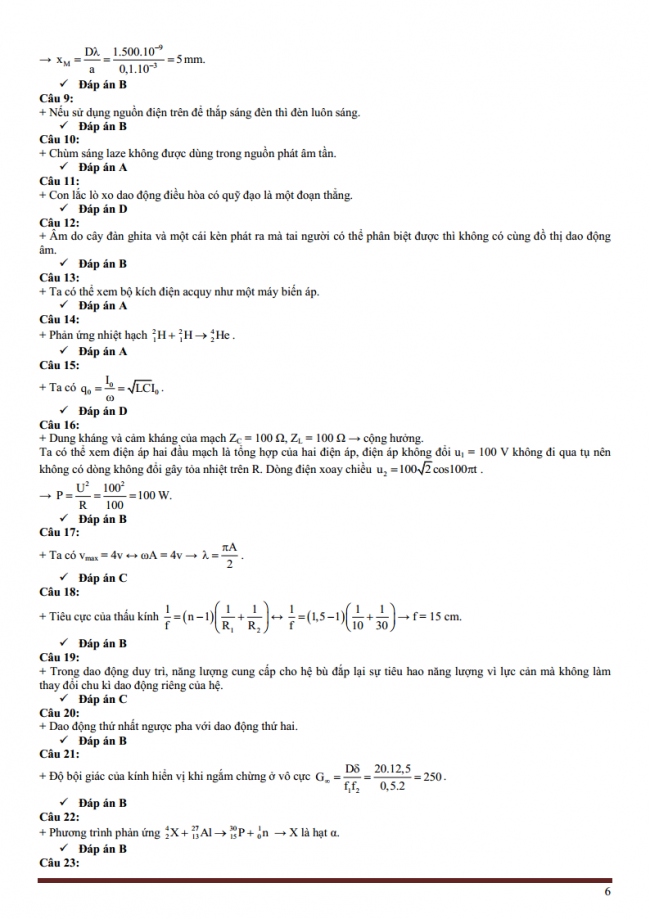 → x_M = Dλ/a = 1.500.10⁻⁹/0,1.10⁻³ = 5 mm.
✓ Đáp án B
Câu 9:
+ Nếu sử dụng nguồn điện trên để thắp sáng đèn thì đèn luôn sáng.
✓ Đáp án B
Câu 10:
+ Chùm sáng laze không được dùng trong nguồn phát âm tần.
✓ Đáp án A
Câu 11:
+ Con lắc lò xo dao động điều hòa có quỹ đạo là một đoạn thẳng.
✓ Đáp án D
Câu 12:
+ Âm do cây đàn ghita và một cái kèn phát ra mà tai người có thể phân biệt được thì không có cùng đồ thị dao động
âm.
✓ Đáp án B
Câu 13:
+ Ta có thể xem bộ kích điện acquy như một máy biến áp.
✓ Đáp án A
Câu 14:
+ Phản ứng nhiệt hạch ²₁H + ²₁H → ⁴₂He .
✓ Đáp án A
Câu 15:
+ Ta có q₀ = I₀/ω = √LC I₀ .
✓ Đáp án D
Câu 16:
+ Dung kháng và cảm kháng của mạch Z_C = 100 Ω, Z_L = 100 Ω → cộng hưởng.
Ta có thể xem điện áp hai đầu mạch là tổng hợp của hai điện áp, điện áp không đổi u₁ = 100 V không đi qua tụ nên
không có dòng không đổi gây tỏa nhiệt trên R. Dòng điện xoay chiều u₂ = 100√2 cos100πt .
→ P = U²/R = 100²/100 = 100 W.
✓ Đáp án B
Câu 17:
+ Ta có v_max = 4v ↔ ωA = 4v → λ = πA/2 .
✓ Đáp án C
Câu 18:
+ Tiêu cực của thấu kính 1/f = (n − 1)(1/R₁ + 1/R₂) ↔ 1/f = (1,5 − 1)(1/10 + 1/30) → f = 15 cm.
✓ Đáp án B
Câu 19:
+ Trong dao động duy trì, năng lượng cung cấp cho hệ bù đắp lại sự tiêu hao năng lượng vì lực cản mà không làm
thay đổi chu kì dao động riêng của hệ.
✓ Đáp án C
Câu 20:
+ Dao động thứ nhất ngược pha với dao động thứ hai.
✓ Đáp án B
Câu 21:
+ Độ bội giác của kính hiển vị khi ngắm chừng ở vô cực G∞ = Dδ/f₁f₂ = 20.12,5/0,5.2 = 250 .
✓ Đáp án B
Câu 22:
+ Phương trình phản ứng ⁴₂X + ²⁷₁₃Al → ³⁰₁₅P + ¹₀n → X là hạt α.
✓ Đáp án B
Câu 23:
6